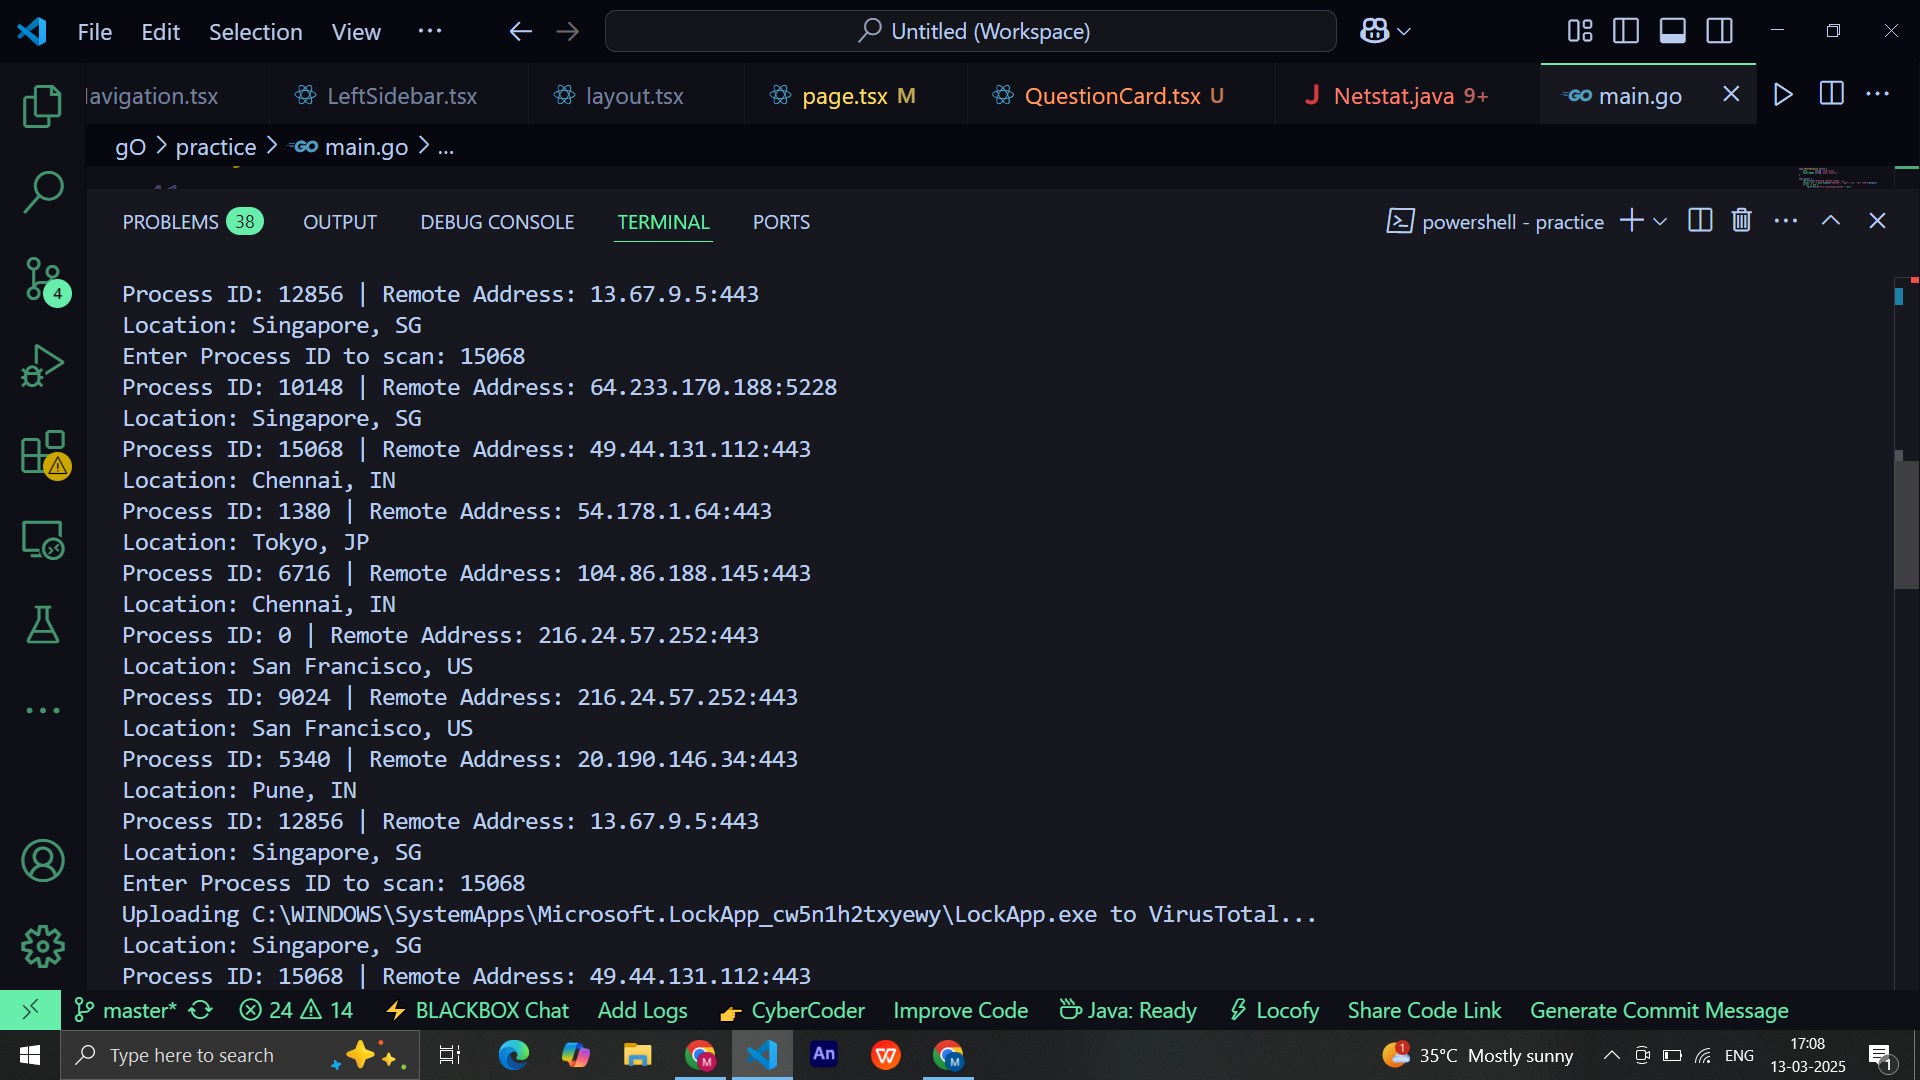 File Edit Selection View ...
Untitled (Workspace)
avigation.tsx LeftSidebar.tsx layout.tsx page.tsx M QuestionCard.tsx U Netstat.java 9+ main.go
gO > practice > main.go > ...
41
PROBLEMS 38 OUTPUT DEBUG CONSOLE TERMINAL PORTS powershell - practice
Process ID: 12856 | Remote Address: 13.67.9.5:443
Location: Singapore, SG
Enter Process ID to scan: 15068
Process ID: 10148 | Remote Address: 64.233.170.188:5228
Location: Singapore, SG
Process ID: 15068 | Remote Address: 49.44.131.112:443
Location: Chennai, IN
Process ID: 1380 | Remote Address: 54.178.1.64:443
Location: Tokyo, JP
Process ID: 6716 | Remote Address: 104.86.188.145:443
Location: Chennai, IN
Process ID: 0 | Remote Address: 216.24.57.252:443
Location: San Francisco, US
Process ID: 9024 | Remote Address: 216.24.57.252:443
Location: San Francisco, US
Process ID: 5340 | Remote Address: 20.190.146.34:443
Location: Pune, IN
Process ID: 12856 | Remote Address: 13.67.9.5:443
Location: Singapore, SG
Enter Process ID to scan: 15068
Uploading C:\WINDOWS\SystemApps\Microsoft.LockApp_cw5n1h2txyewy\LockApp.exe to VirusTotal...
Location: Singapore, SG
Process ID: 15068 | Remote Address: 49.44.131.112:443
4
master* 24 14 BLACKBOX Chat Add Logs CyberCoder Improve Code Java: Ready Locofy Share Code Link Generate Commit Message
Type here to search An W M M 1 35°C Mostly sunny ENG 17:08
13-03-2025 1